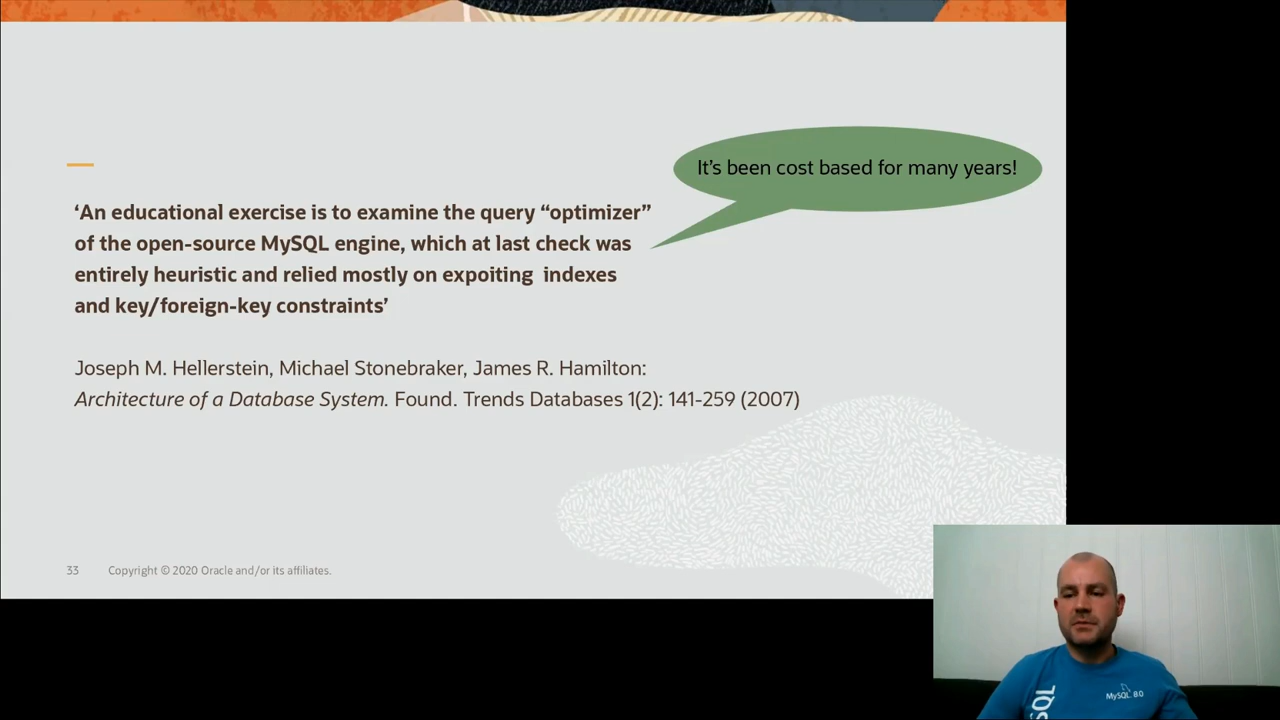 It's been cost based for many years!
‘An educational exercise is to examine the query “optimizer”
of the open-source MySQL engine, which at last check was
entirely heuristic and relied mostly on expoiting indexes
and key/foreign-key constraints’
Joseph M. Hellerstein, Michael Stonebraker, James R. Hamilton:
Architecture of a Database System. Found. Trends Databases 1(2): 141-259 (2007)
33 Copyright © 2020 Oracle and/or its affiliates.
MySQL 8.0
SQL